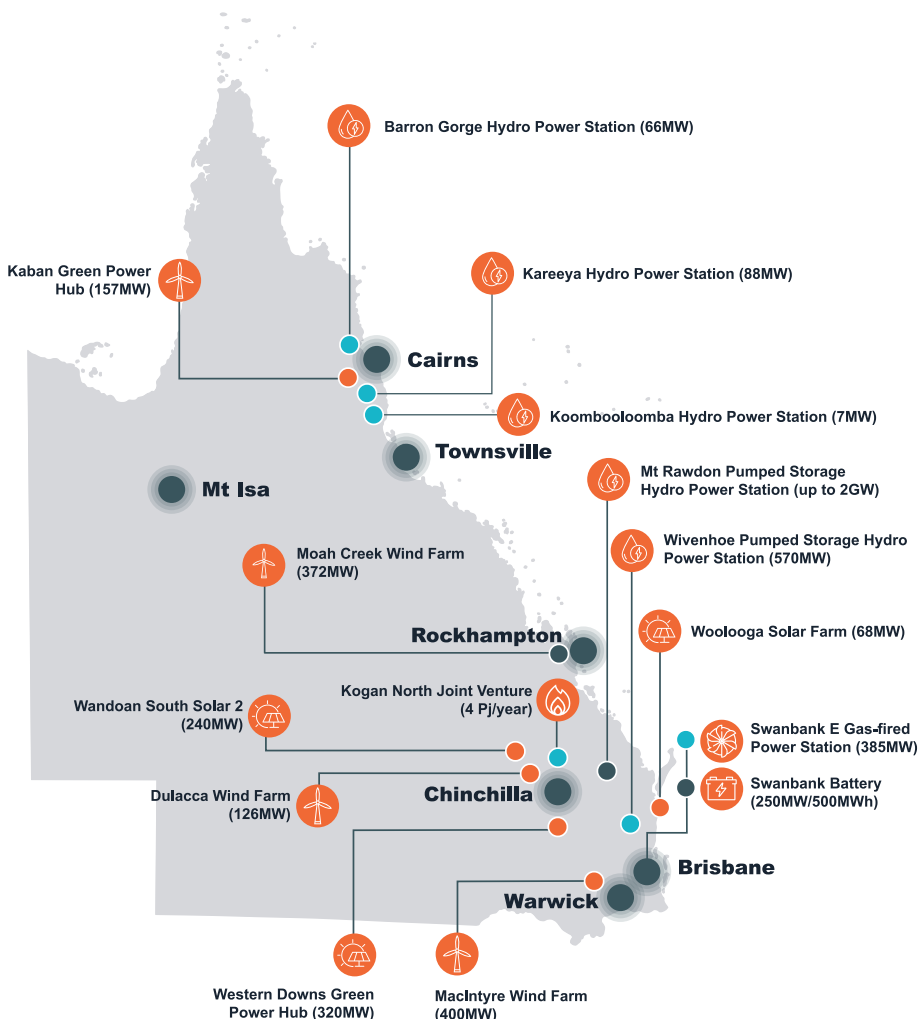 Barron Gorge Hydro Power Station (66MW)
Kaban Green Power
Hub (157MW)
Kareeya Hydro Power Station (88MW)
Cairns
Koombooloomba Hydro Power Station (7MW)
Townsville
Mt Isa
Mt Rawdon Pumped Storage
Hydro Power Station (up to 2GW)
Wivenhoe Pumped Storage Hydro
Power Station (570MW)
Moah Creek Wind Farm
(372MW)
Rockhampton
Woolooga Solar Farm (68MW)
Kogan North Joint Venture
(4 Pj/year)
Wandoan South Solar 2
(240MW)
Swanbank E Gas-fired
Power Station (385MW)
Swanbank Battery
(250MW/500MWh)
Dulacca Wind Farm
(126MW)
Chinchilla
Brisbane
Warwick
Western Downs Green
Power Hub (320MW)
MacIntyre Wind Farm
(400MW)